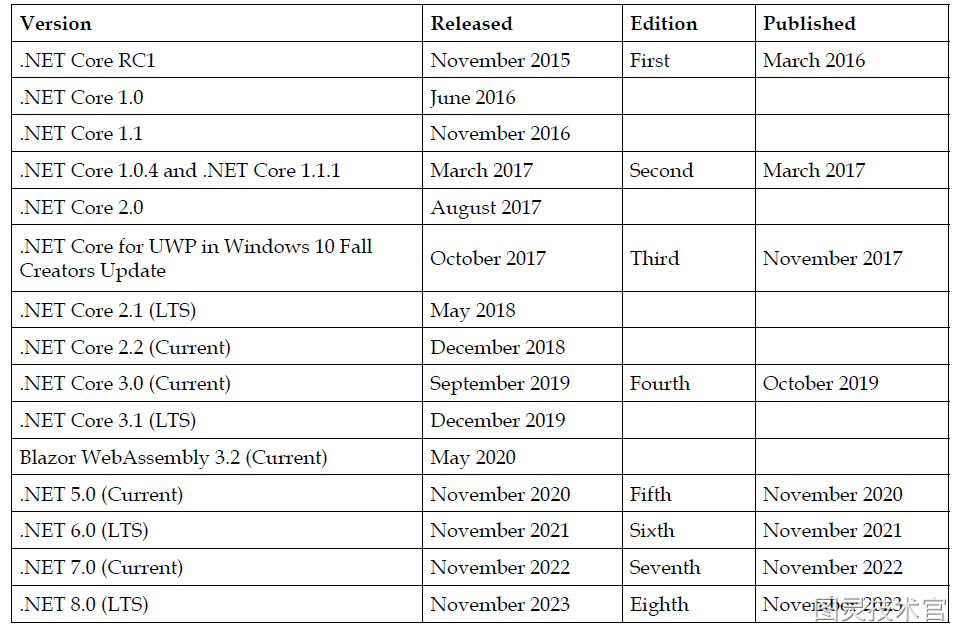 Version Released Edition Published
.NET Core RC1 November 2015 First March 2016
.NET Core 1.0 June 2016
.NET Core 1.1 November 2016
.NET Core 1.0.4 and .NET Core 1.1.1 March 2017 Second March 2017
.NET Core 2.0 August 2017
.NET Core for UWP in Windows 10 Fall
Creators Update October 2017 Third November 2017
.NET Core 2.1 (LTS) May 2018
.NET Core 2.2 (Current) December 2018
.NET Core 3.0 (Current) September 2019 Fourth October 2019
.NET Core 3.1 (LTS) December 2019
Blazor WebAssembly 3.2 (Current) May 2020
.NET 5.0 (Current) November 2020 Fifth November 2020
.NET 6.0 (LTS) November 2021 Sixth November 2021
.NET 7.0 (Current) November 2022 Seventh November 2022
.NET 8.0 (LTS) November 2023 Eighth November 2023
图灵技术官